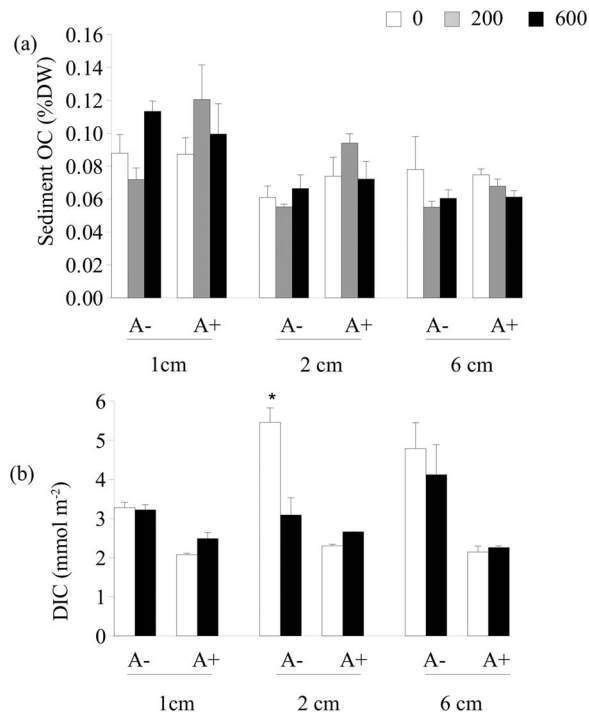 0 200 600
(a)
Sediment OC (%DW)
0.16
0.14
0.12
0.10
0.08
0.06
0.04
0.02
0.00
A- A+ A- A+ A- A+
1cm 2 cm 6 cm
(b)
DIC (mmol m⁻²)
6
5
4
3
2
1
0
*
A- A+ A- A+ A- A+
1cm 2 cm 6 cm